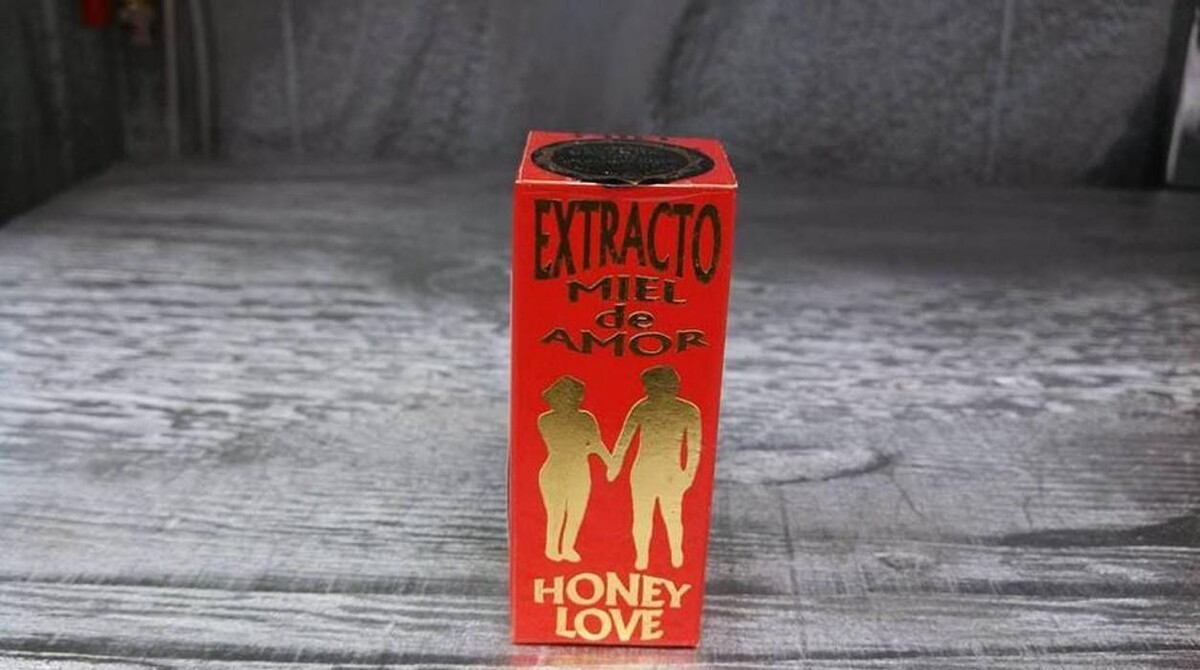 EXTRACTO
MIEL
de
AMOR
HONEY
LOVE